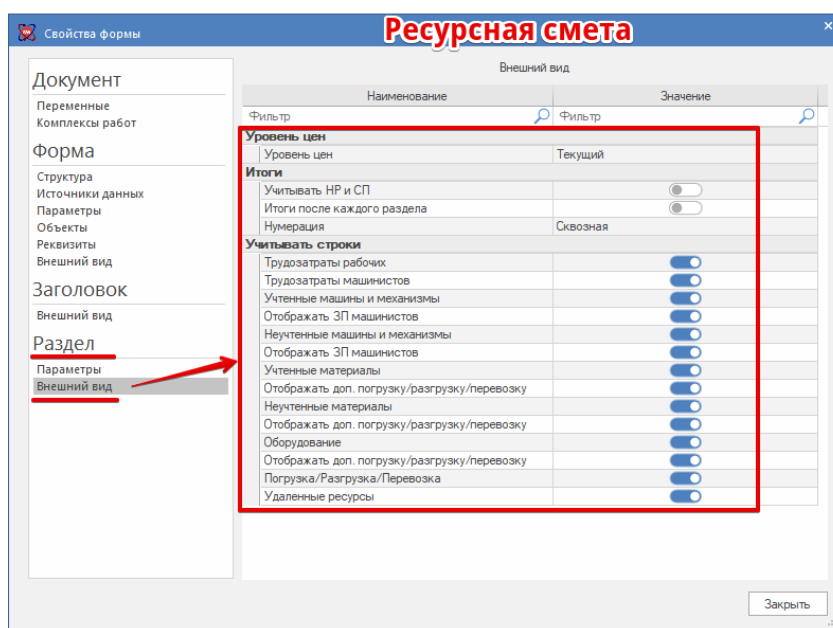 Свойства формы
Ресурсная смета
Документ
Переменные
Комплексы работ
Форма
Структура
Источники данных
Параметры
Объекты
Реквизиты
Внешний вид
Заголовок
Внешний вид
Раздел
Параметры
Внешний вид
Внешний вид
Наименование Значение
Фильтр Фильтр
Уровень цен
Уровень цен Текущий
Итоги
Учитывать НР и СП
Итоги после каждого раздела
Нумерация Сквозная
Учитывать строки
Трудозатраты рабочих
Трудозатраты машинистов
Учтенные машины и механизмы
Отображать ЗП машинистов
Неучтенные машины и механизмы
Отображать ЗП машинистов
Учтенные материалы
Отображать доп. погрузку/разгрузку/перевозку
Неучтенные материалы
Отображать доп. погрузку/разгрузку/перевозку
Оборудование
Отображать доп. погрузку/разгрузку/перевозку
Погрузка/Разгрузка/Перевозка
Удаленные ресурсы
Закрыть